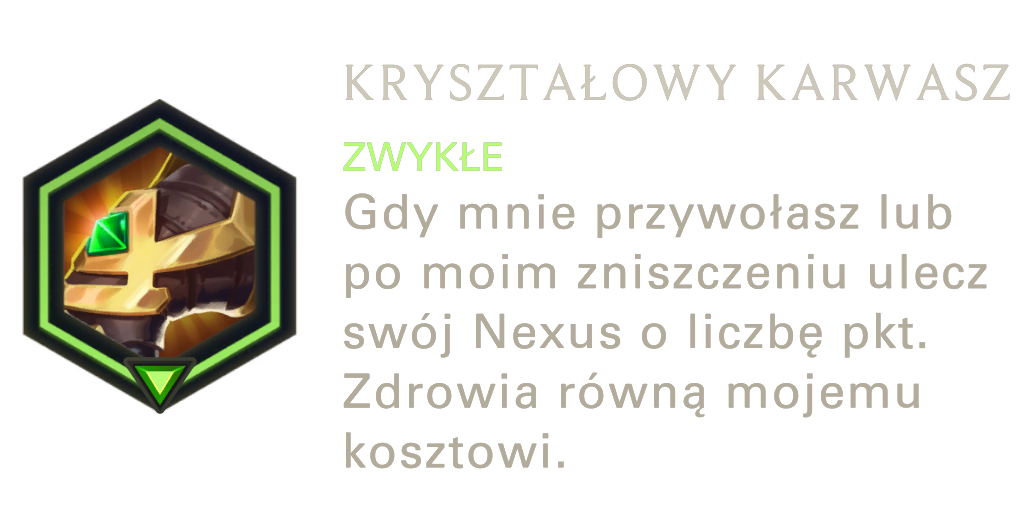 KRYSZTAŁOWY KARWASZ
ZWYKŁE
Gdy mnie przywołasz lub
po moim zniszczeniu ulecz
swój Nexus o liczbę pkt.
Zdrowia równą mojemu
kosztowi.